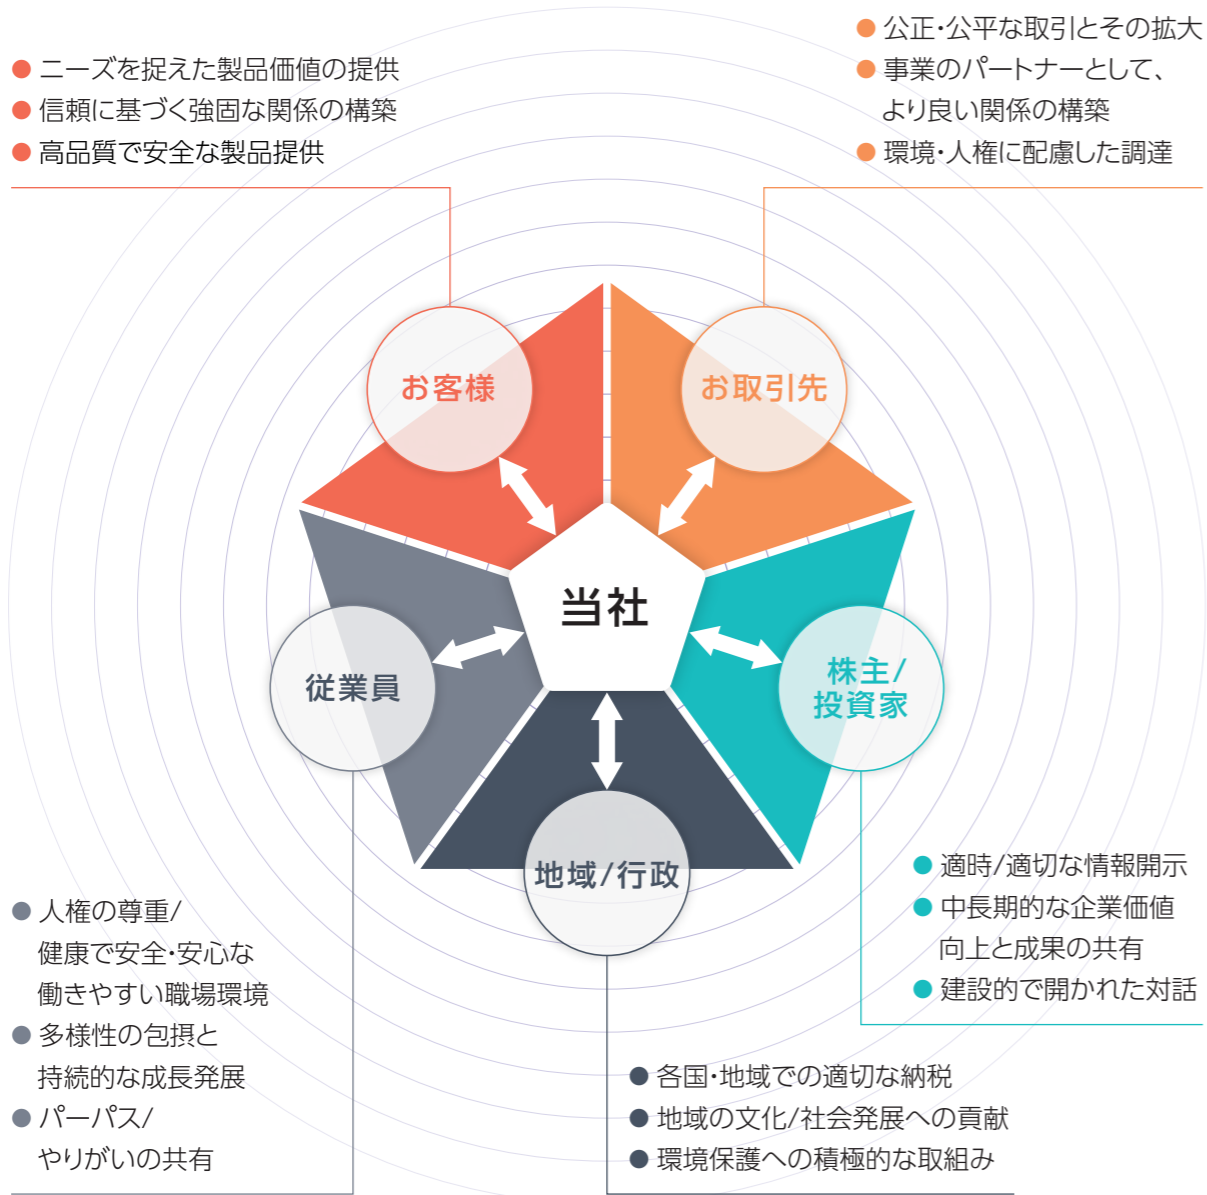 ● ニーズを捉えた製品価値の提供
● 信頼に基づく強固な関係の構築
● 高品質で安全な製品提供
● 公正・公平な取引とその拡大
● 事業のパートナーとして、
より良い関係の構築
● 環境・人権に配慮した調達
お客様
お取引先
当社
従業員
株主/
投資家
地域/行政
● 人権の尊重/
健康で安全・安心な
働きやすい職場環境
● 多様性の包摂と
持続的な成長発展
● パーパス/
やりがいの共有
● 適時/適切な情報開示
● 中長期的な企業価値
向上と成果の共有
● 建設的で開かれた対話
● 各国・地域での適切な納税
● 地域の文化/社会発展への貢献
● 環境保護への積極的な取組み